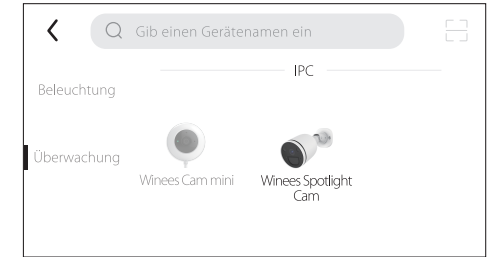 Gib einen Gerätenamen ein
IPC
Beleuchtung
Überwachung
Winees Cam mini
Winees Spotlight
Cam